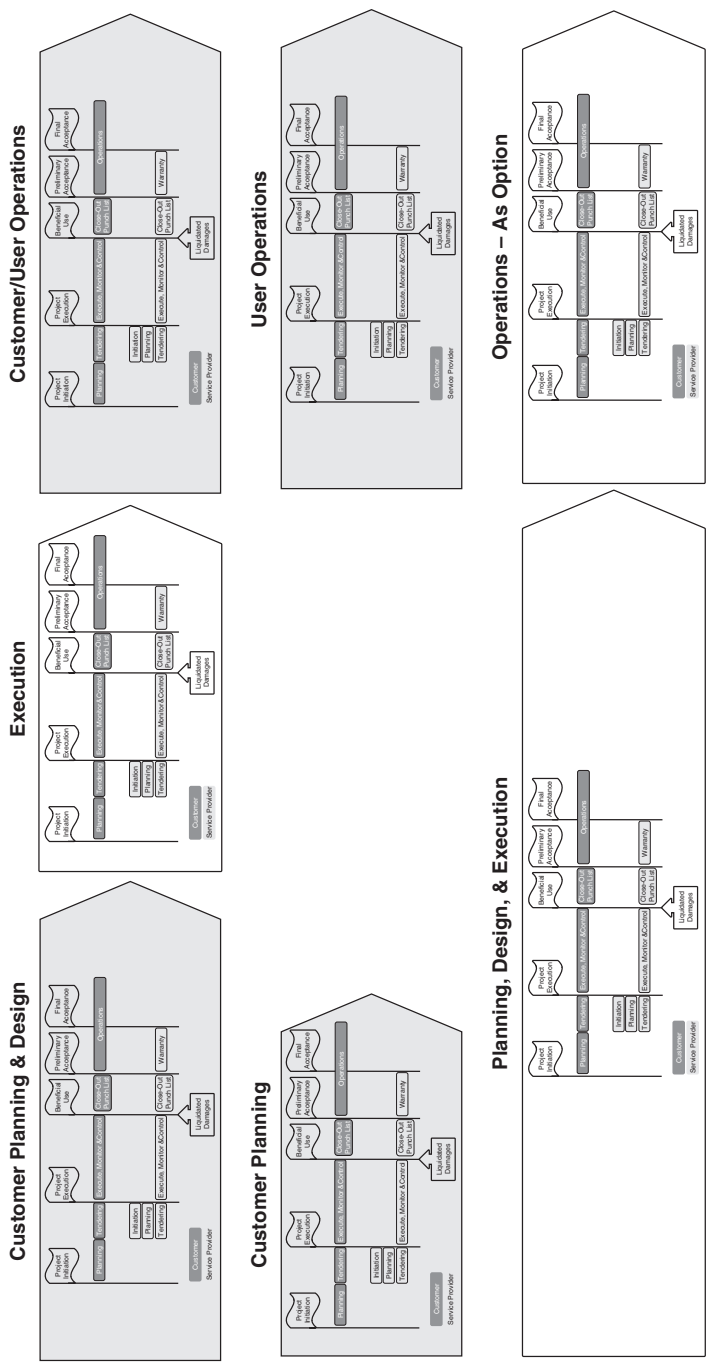 Customer Planning & Design
Project
Initiation
Project
Execution
Beneficial
Use
Preliminary
Acceptance
Final
Acceptance
Planning
Tendering
Execute, Monitor &Control
Close-Out
Punch List
Operations
Initiation
Planning
Tendering
Execute, Monitor &Control
Close-Out
Punch List
Warranty
Liquidated
Damages
Customer
Service Provider
Execution
Project
Initiation
Project
Execution
Beneficial
Use
Preliminary
Acceptance
Final
Acceptance
Planning
Tendering
Execute, Monitor &Control
Close-Out
Punch List
Operations
Initiation
Planning
Tendering
Execute, Monitor &Control
Close-Out
Punch List
Warranty
Liquidated
Damages
Customer
Service Provider
Customer/User Operations
Project
Initiation
Project
Execution
Beneficial
Use
Preliminary
Acceptance
Final
Acceptance
Planning
Tendering
Execute, Monitor &Control
Close-Out
Punch List
Operations
Initiation
Planning
Tendering
Execute, Monitor &Control
Close-Out
Punch List
Warranty
Liquidated
Damages
Customer
Service Provider
Customer Planning
Project
Initiation
Project
Execution
Beneficial
Use
Preliminary
Acceptance
Final
Acceptance
Planning
Tendering
Execute, Monitor &Control
Close-Out
Punch List
Operations
Initiation
Planning
Tendering
Execute, Monitor &Control
Close-Out
Punch List
Warranty
Liquidated
Damages
Customer
Service Provider
User Operations
Project
Initiation
Project
Execution
Beneficial
Use
Preliminary
Acceptance
Final
Acceptance
Planning
Tendering
Execute, Monitor &Control
Close-Out
Punch List
Operations
Initiation
Planning
Tendering
Execute, Monitor &Control
Close-Out
Punch List
Warranty
Liquidated
Damages
Customer
Service Provider
Planning, Design, & Execution
Project
Initiation
Project
Execution
Beneficial
Use
Preliminary
Acceptance
Final
Acceptance
Planning
Tendering
Execute, Monitor &Control
Close-Out
Punch List
Operations
Initiation
Planning
Tendering
Execute, Monitor &Control
Close-Out
Punch List
Warranty
Liquidated
Damages
Customer
Service Provider
Operations – As Option
Project
Initiation
Project
Execution
Beneficial
Use
Preliminary
Acceptance
Final
Acceptance
Planning
Tendering
Execute, Monitor &Control
Close-Out
Punch List
Operations
Initiation
Planning
Tendering
Execute, Monitor &Control
Close-Out
Punch List
Warranty
Liquidated
Damages
Customer
Service Provider